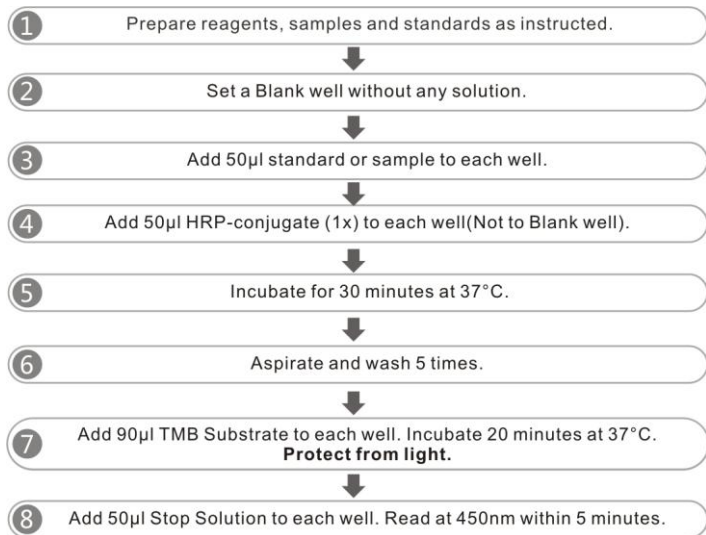 1 Prepare reagents, samples and standards as instructed.
2 Set a Blank well without any solution.
3 Add 50μl standard or sample to each well.
4 Add 50μl HRP-conjugate (1x) to each well(Not to Blank well).
5 Incubate for 30 minutes at 37°C.
6 Aspirate and wash 5 times.
7 Add 90μl TMB Substrate to each well. Incubate 20 minutes at 37°C.
Protect from light.
8 Add 50μl Stop Solution to each well. Read at 450nm within 5 minutes.